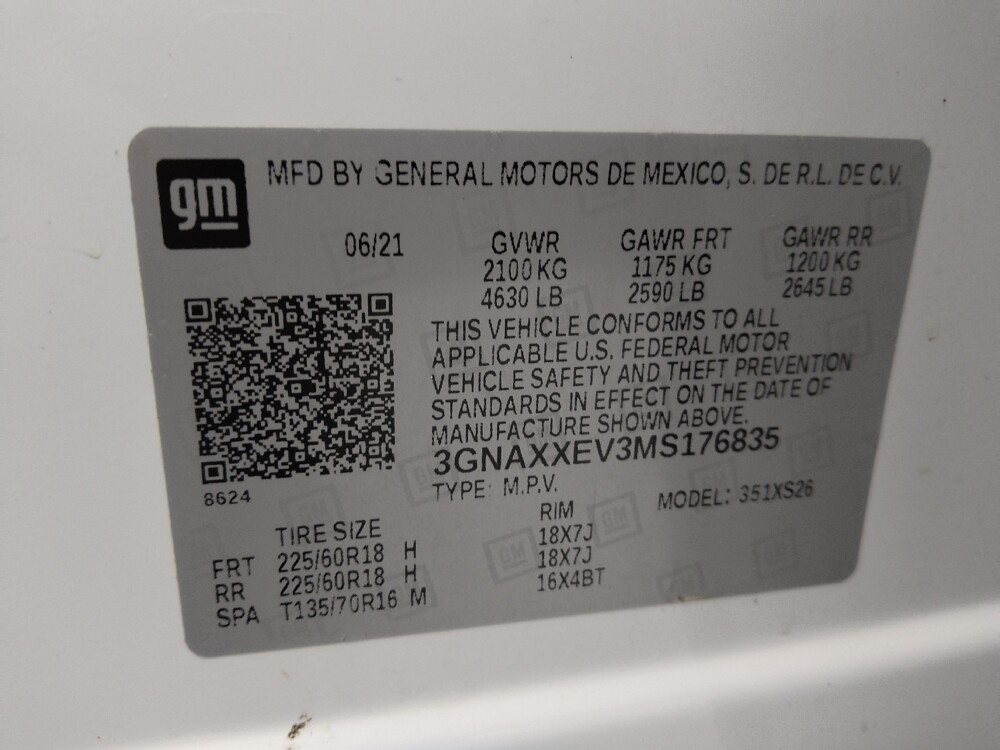 gm
MFD BY GENERAL MOTORS DE MEXICO, S. DE R.L. DE C.V.
06/21 GVWR GAWR FRT GAWR RR
2100 KG 1175 KG 1200 KG
4630 LB 2590 LB 2645 LB
THIS VEHICLE CONFORMS TO ALL
APPLICABLE U.S. FEDERAL MOTOR
VEHICLE SAFETY AND THEFT PREVENTION
STANDARDS IN EFFECT ON THE DATE OF
MANUFACTURE SHOWN ABOVE.
3GNAXXEV3MS176835
TYPE: M.P.V. MODEL: 351XS26
8624
TIRE SIZE RIM
FRT 225/60R18 H 18X7J
RR 225/60R18 H 18X7J
SPA T135/70R16 M 16X4BT